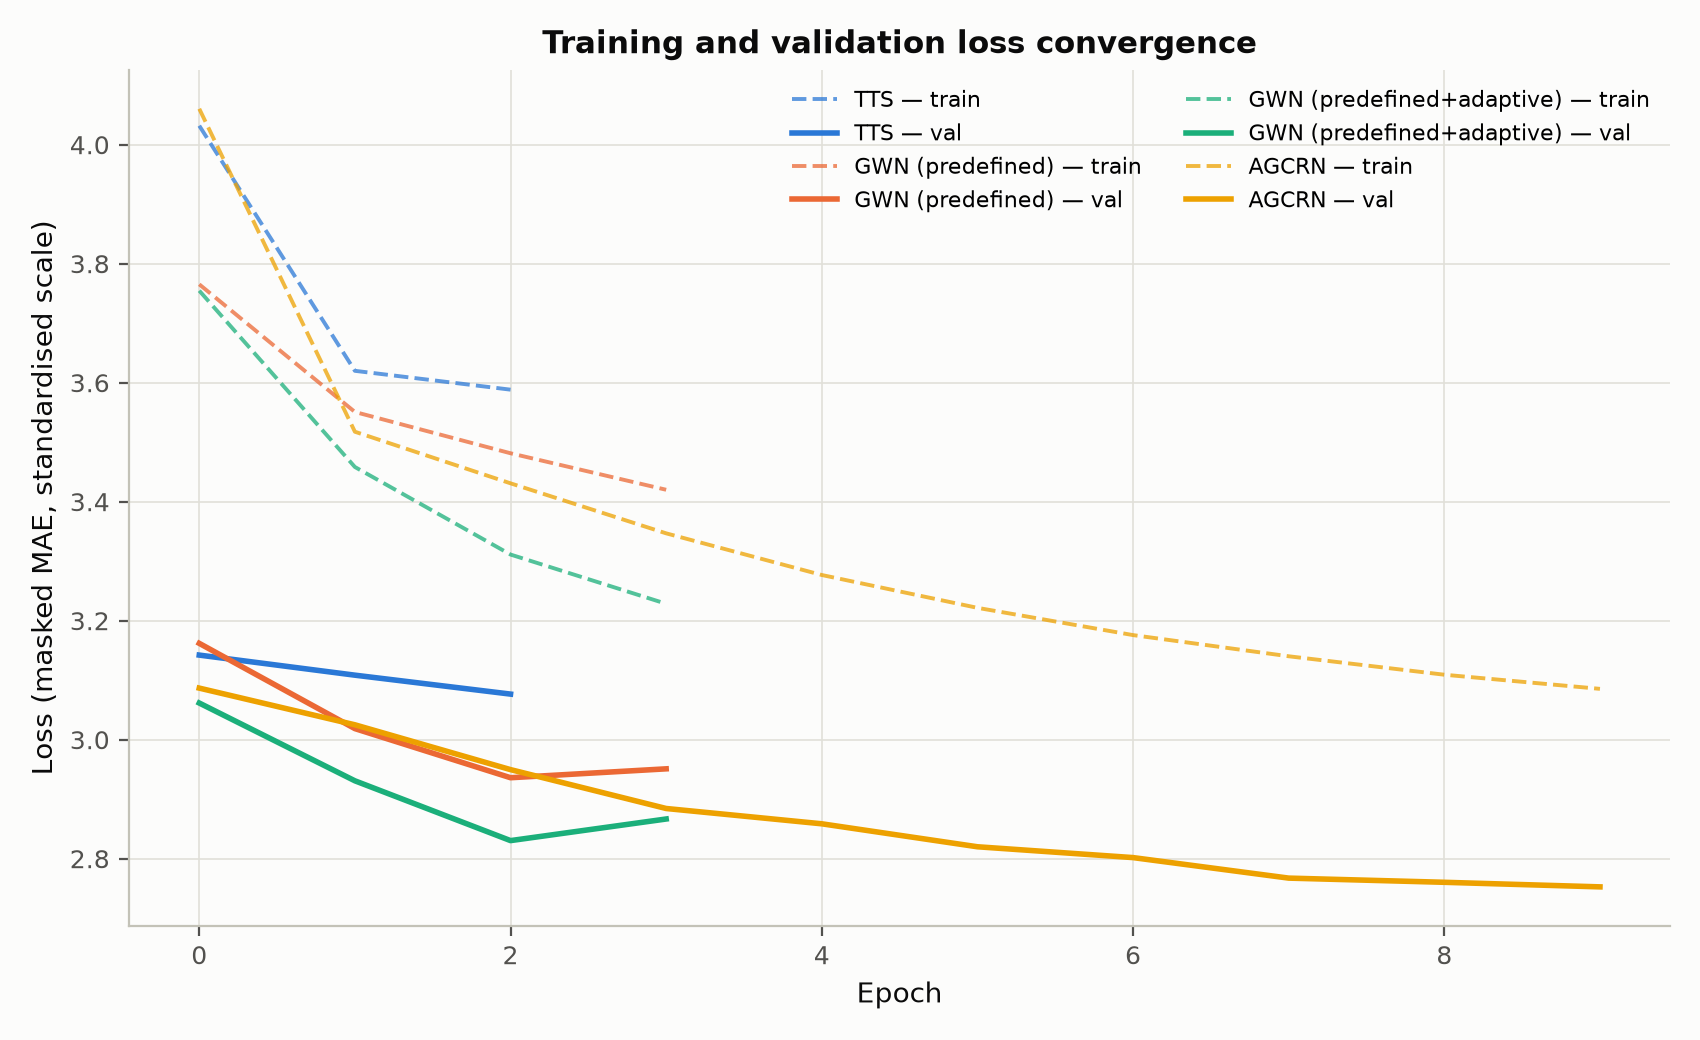 Training and validation loss convergence
TTS — train
TTS — val
GWN (predefined) — train
GWN (predefined) — val
GWN (predefined+adaptive) — train
GWN (predefined+adaptive) — val
AGCRN — train
AGCRN — val
Loss (masked MAE, standardised scale)
4.0
3.8
3.6
3.4
3.2
3.0
2.8
0 2 4 6 8
Epoch